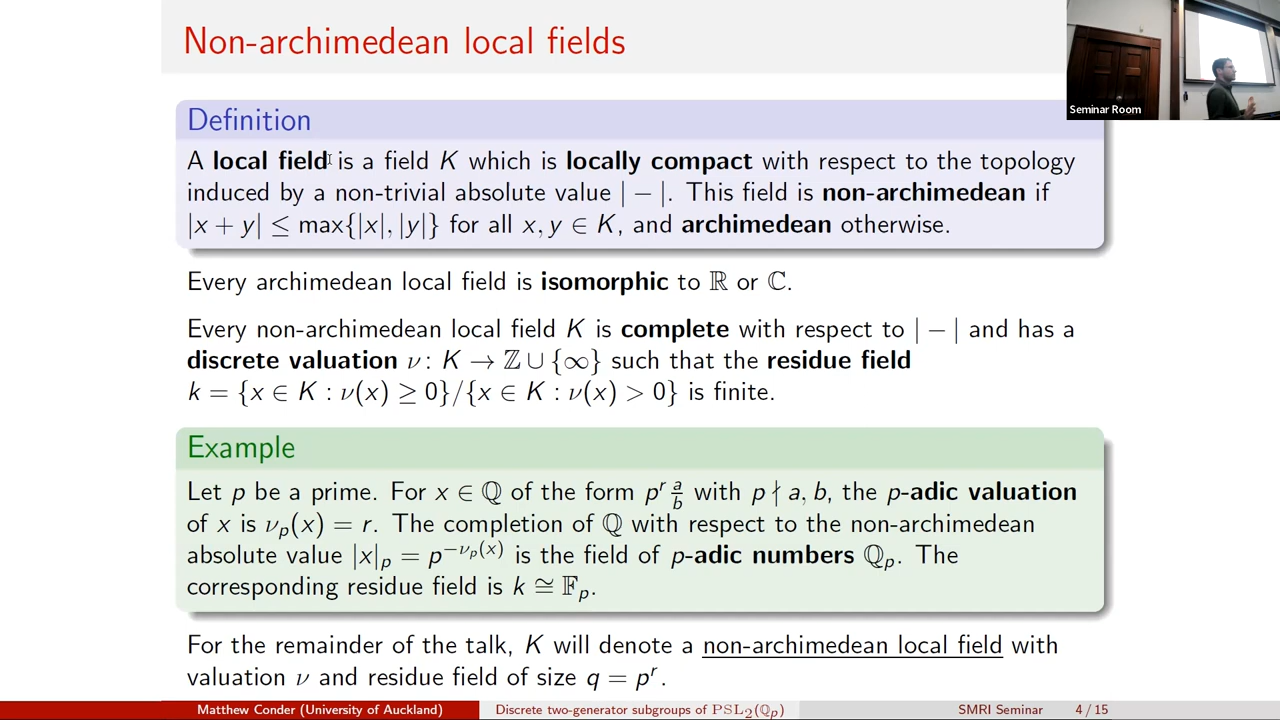 Non-archimedean local fields
Seminar Room
Definition
A local field is a field K which is locally compact with respect to the topology
induced by a non-trivial absolute value | − |. This field is non-archimedean if
|x + y| ≤ max{|x|, |y|} for all x, y ∈ K, and archimedean otherwise.
Every archimedean local field is isomorphic to ℝ or ℂ.
Every non-archimedean local field K is complete with respect to | − | and has a
discrete valuation ν: K → ℤ ∪ {∞} such that the residue field
k = {x ∈ K : ν(x) ≥ 0}/{x ∈ K : ν(x) > 0} is finite.
Example
Let p be a prime. For x ∈ ℚ of the form p^r a/b with p ∤ a, b, the p-adic valuation
of x is ν_p(x) = r. The completion of ℚ with respect to the non-archimedean
absolute value |x|_p = p^{−ν_p(x)} is the field of p-adic numbers ℚ_p. The
corresponding residue field is k ≅ 𝔽_p.
For the remainder of the talk, K will denote a non-archimedean local field with
valuation ν and residue field of size q = p^r.
Matthew Conder (University of Auckland) Discrete two-generator subgroups of PSL₂(ℚ_p) SMRI Seminar 4 / 15